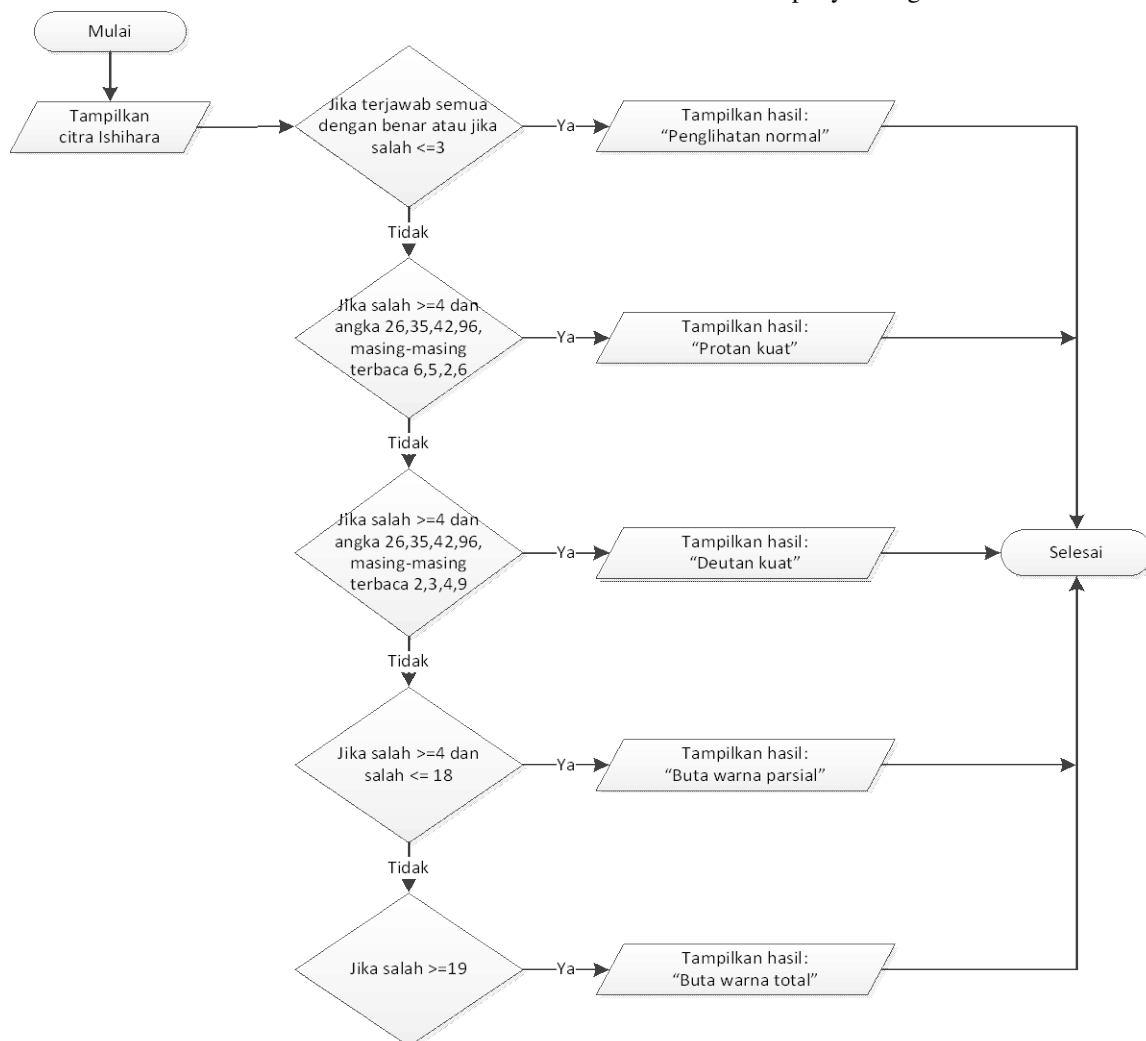 Mulai
Tampilkan
citra Ishihara
Jika terjawab semua
dengan benar atau jika
salah <=3
Ya
Tampilkan hasil:
“Penglihatan normal”
Tidak
Jika salah >=4 dan
angka 26,35,42,96,
masing-masing
terbaca 6,5,2,6
Ya
Tampilkan hasil:
“Protan kuat”
Tidak
Jika salah >=4 dan
angka 26,35,42,96,
masing-masing
terbaca 2,3,4,9
Ya
Tampilkan hasil:
“Deutan kuat”
Selesai
Tidak
Jika salah >=4 dan
salah <= 18
Ya
Tampilkan hasil:
“Buta warna parsial”
Tidak
Jika salah >=19
Ya
Tampilkan hasil:
“Buta warna total”